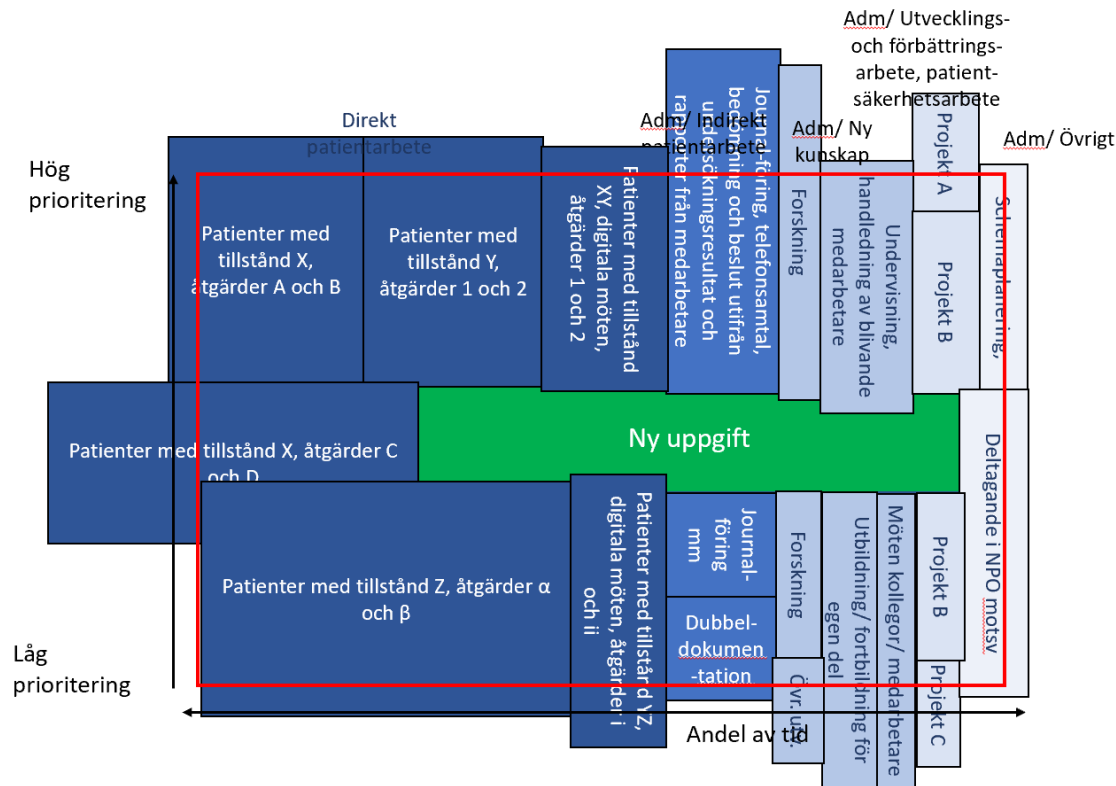 Adm/ Utvecklings-
och förbättrings-
arbete, patient-
säkerhetsarbete
Direkt
patientarbete
Adm/ Indirekt
patientarbete
Adm/ Ny
kunskap
Adm/ Övrigt
Hög
prioritering
Patienter med
tillstånd X,
åtgärder A och B
Patienter med
tillstånd Y,
åtgärder 1 och 2
Patienter med tillstånd
XY, digitala möten,
åtgärder 1 och 2
Journal-föring, telefonsamtal,
bedömning och beslut utifrån
undersökningsresultat och
rapporter från medarbetare
Forskning
Undervisning,
handledning av blivande
medarbetare
Projekt A
Projekt B
Schemaplanering,
Patienter med tillstånd X, åtgärder C
och D
Ny uppgift
Deltagande i NPO motsv
Patienter med tillstånd Z, åtgärder α
och β
Patienter med tillstånd YZ,
digitala möten, åtgärder i
och ii
Journal-
föring
mm
Dubbel-
dokumen
-tation
Forskning
Övr. utv.
Utbildning/ fortbildning för
egen del
Möten kollegor/ medarbetare
Projekt B
Projekt C
Låg
prioritering
Andel av tid